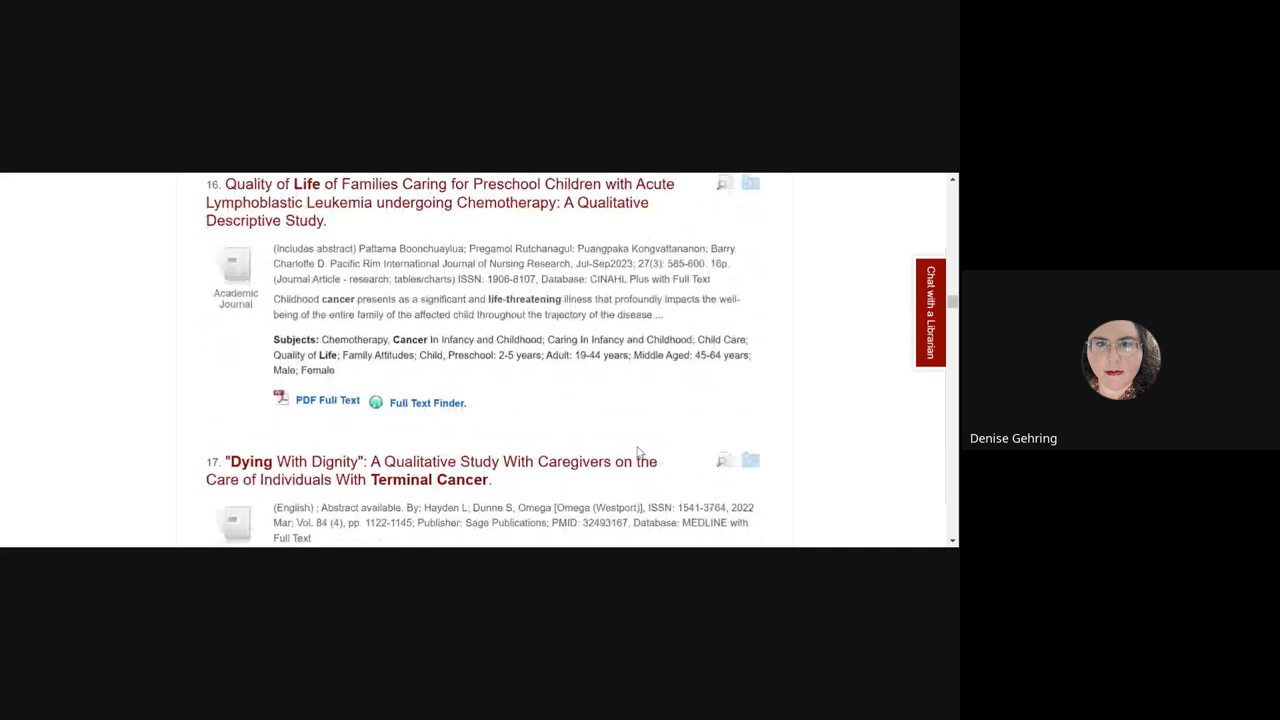 16. Quality of Life of Families Caring for Preschool Children with Acute
Lymphoblastic Leukemia undergoing Chemotherapy: A Qualitative
Descriptive Study.
(Includes abstract) Pattama Boonchuaylua; Pregamol Rutchanagul; Puangpaka Kongvattananon; Barry.
Charlotte D. Pacific Rim International Journal of Nursing Research, Jul-Sep2023; 27(3): 585-600. 16p.
(Journal Article - research, tables/charts) ISSN: 1906-8107, Database: CINAHL Plus with Full Text
Academic
Journal
Childhood cancer presents as a significant and life-threatening illness that profoundly impacts the well-
being of the entire family of the affected child throughout the trajectory of the disease....
Subjects: Chemotherapy, Cancer In Infancy and Childhood; Caring In Infancy and Childhood; Child Care;
Quality of Life; Family Attitudes; Child, Preschool: 2-5 years; Adult: 19-44 years; Middle Aged: 45-64 years;
Male; Female
PDF Full Text Full Text Finder.
17. "Dying With Dignity": A Qualitative Study With Caregivers on the
Care of Individuals With Terminal Cancer.
(English) ; Abstract available. By: Hayden L, Dunne S, Omega [Omega (Westport)], ISSN: 1541-3764, 2022
Mar; Vol. 84 (4), pp. 1122-1145; Publisher: Sage Publications; PMID: 32493167, Database: MEDLINE with
Full Text
Chat with a Librarian
Denise Gehring